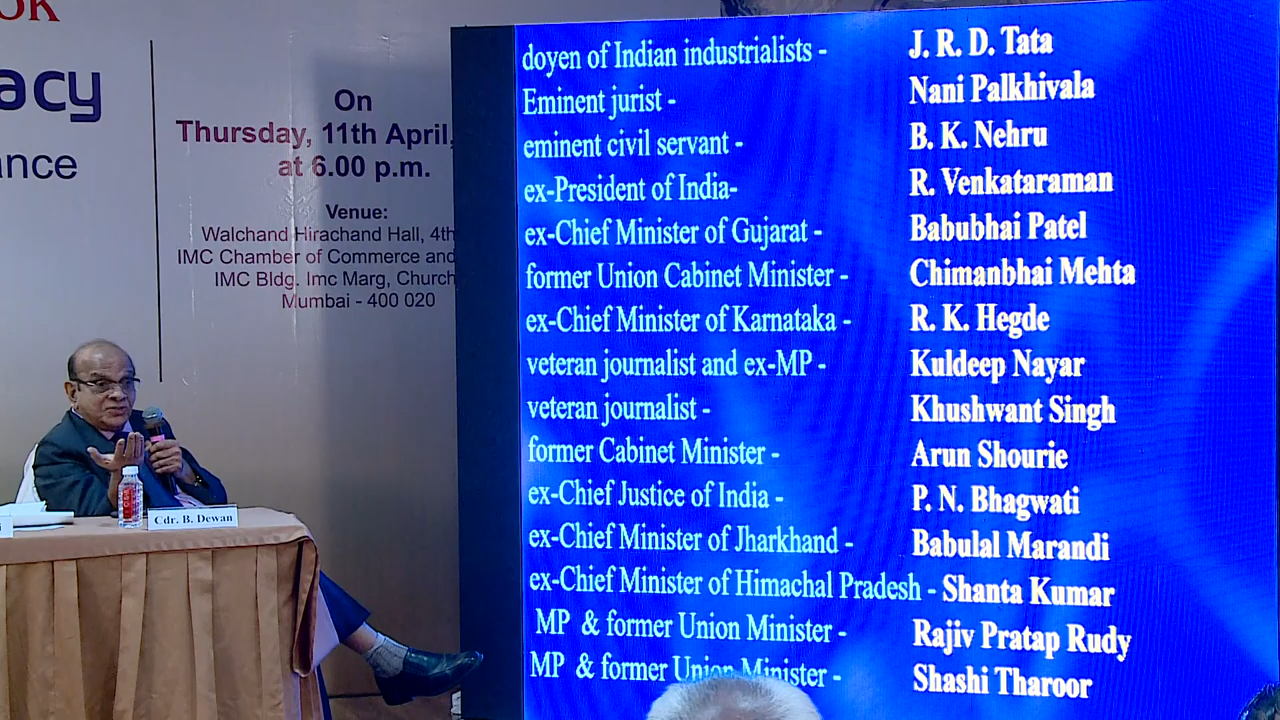 OK
acy
ance
On
Thursday, 11th April,
at 6.00 p.m.
Venue:
Walchand Hirachand Hall, 4th
IMC Chamber of Commerce and
IMC Bldg. Imc Marg, Church
Mumbai - 400 020
Cdr. B. Dewan
doyen of Indian industrialists - J. R. D. Tata
Eminent jurist - Nani Palkhivala
eminent civil servant - B. K. Nehru
ex-President of India- R. Venkataraman
ex-Chief Minister of Gujarat - Babubhai Patel
former Union Cabinet Minister - Chimanbhai Mehta
ex-Chief Minister of Karnataka - R. K. Hegde
veteran journalist and ex-MP - Kuldeep Nayar
veteran journalist - Khushwant Singh
former Cabinet Minister - Arun Shourie
ex-Chief Justice of India - P. N. Bhagwati
ex-Chief Minister of Jharkhand - Babulal Marandi
ex-Chief Minister of Himachal Pradesh - Shanta Kumar
MP & former Union Minister - Rajiv Pratap Rudy
MP & former Union Minister - Shashi Tharoor